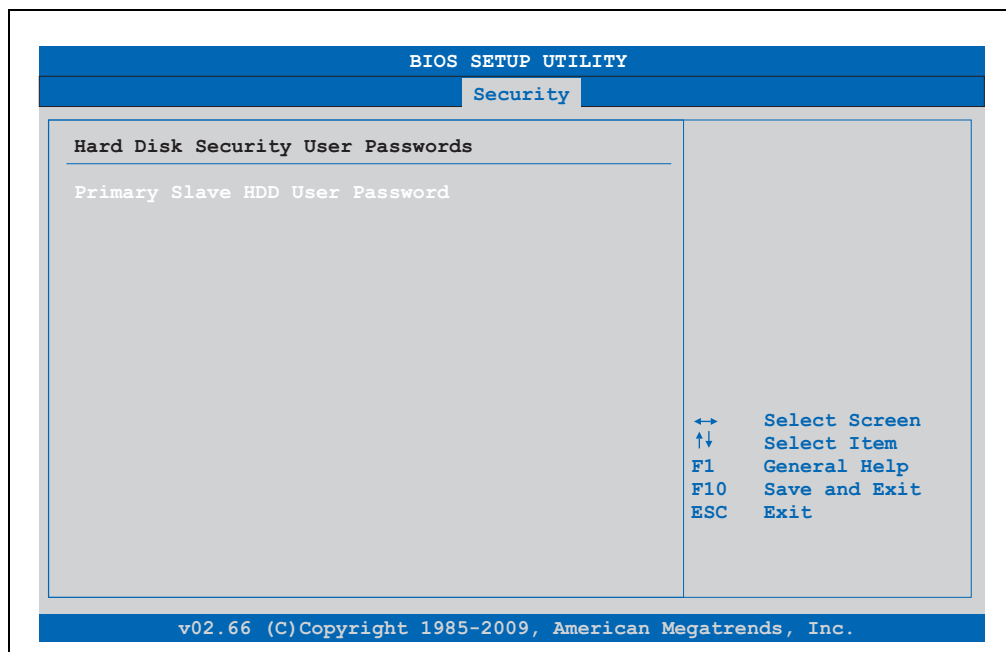 BIOS SETUP UTILITY
Security
Hard Disk Security User Passwords
Primary Slave HDD User Password
↔ Select Screen
↑↓ Select Item
F1 General Help
F10 Save and Exit
ESC Exit
v02.66 (C)Copyright 1985-2009, American Megatrends, Inc.